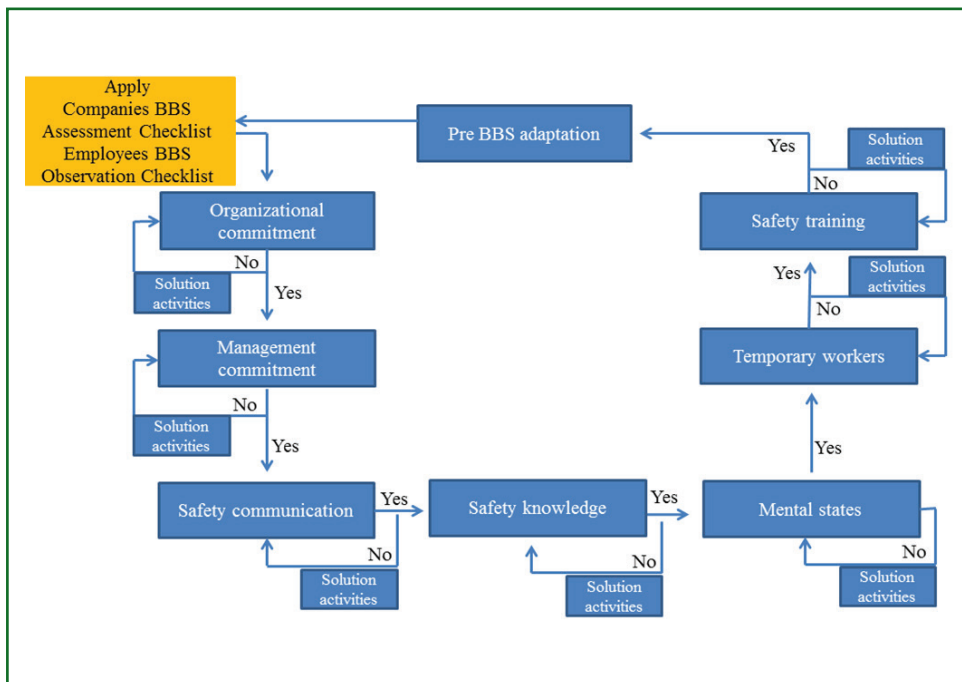 Apply
Companies BBS
Assessment Checklist
Employees BBS
Observation Checklist
Pre BBS adaptation
Yes
Solution
activities
No
Safety training
Organizational
commitment
No
Solution
activities
Yes
Yes
Solution
activities
No
Temporary workers
Management
commitment
No
Solution
activities
Yes
Yes
Safety communication
Yes
No
Solution
activities
Safety knowledge
Yes
No
Solution
activities
Mental states
No
Solution
activities